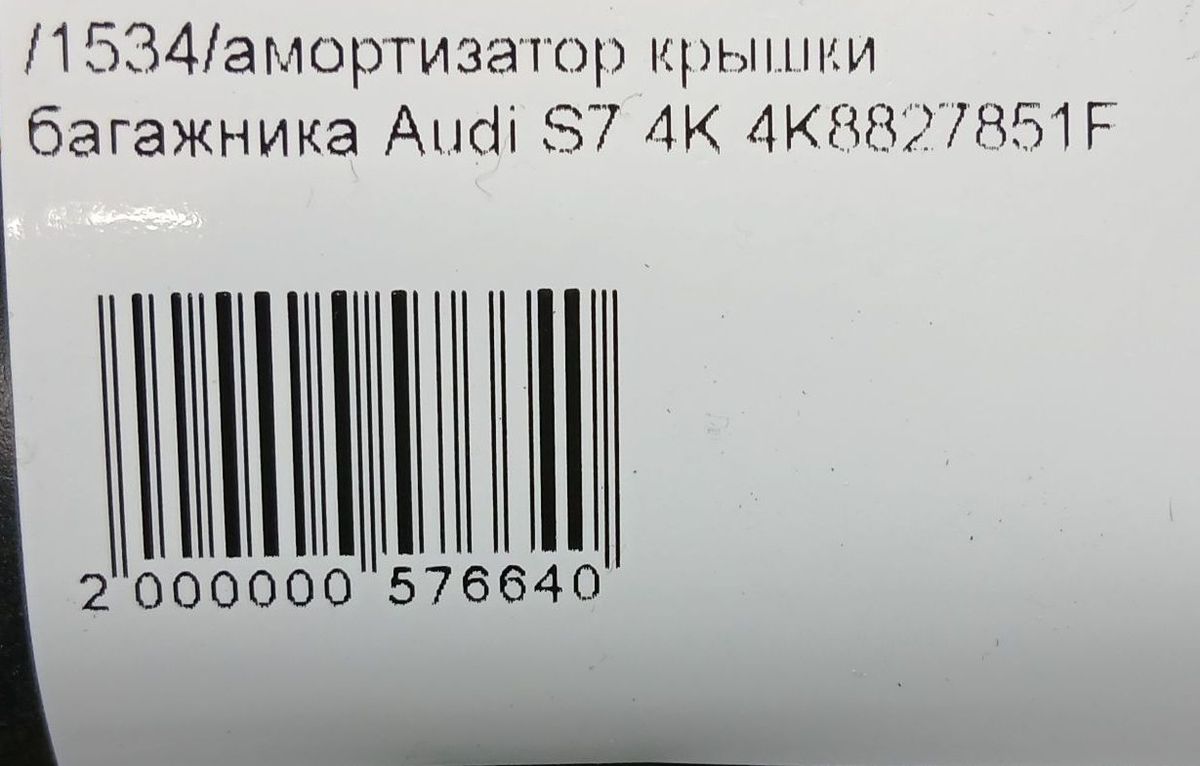 /1534/амортизатор крышки
багажника Audi S7 4K 4K8827851F
2 000000 576640